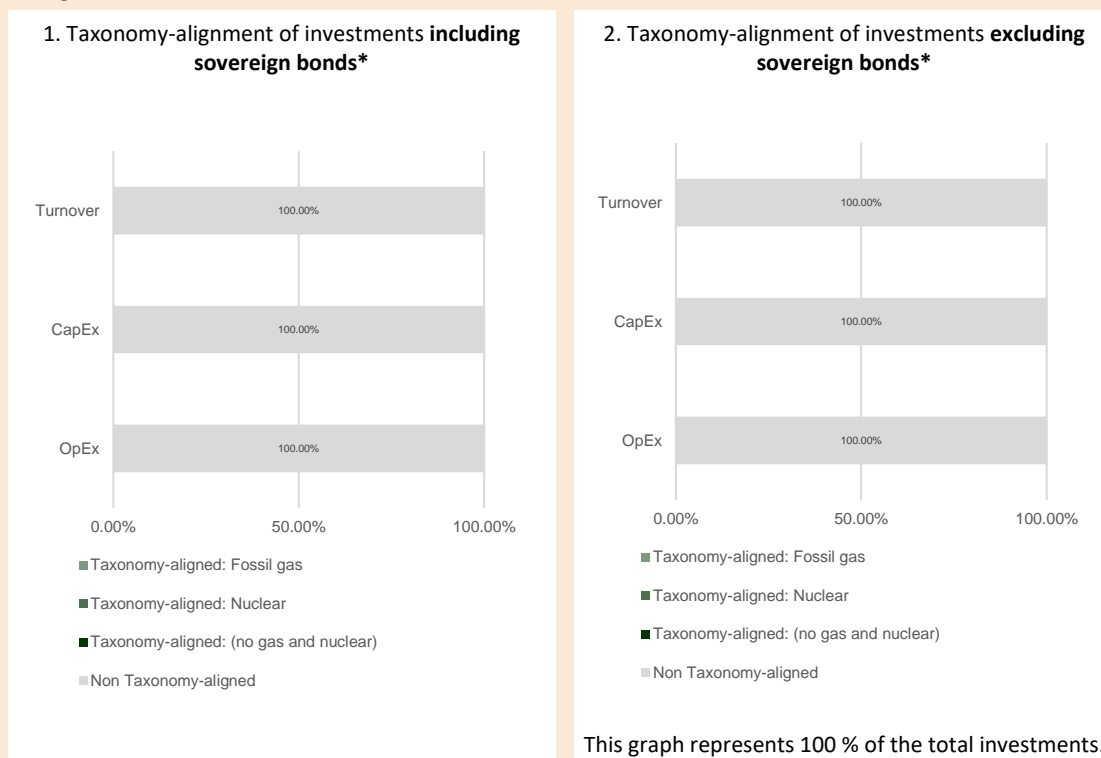 1. Taxonomy-alignment of investments including
sovereign bonds*
Turnover
100.00%
CapEx
100.00%
OpEx
100.00%
0.00% 50.00% 100.00%
Taxonomy-aligned: Fossil gas
Taxonomy-aligned: Nuclear
Taxonomy-aligned: (no gas and nuclear)
Non Taxonomy-aligned
2. Taxonomy-alignment of investments excluding
sovereign bonds*
Turnover
100.00%
CapEx
100.00%
OpEx
100.00%
0.00% 50.00% 100.00%
Taxonomy-aligned: Fossil gas
Taxonomy-aligned: Nuclear
Taxonomy-aligned: (no gas and nuclear)
Non Taxonomy-aligned
This graph represents 100 % of the total investments.